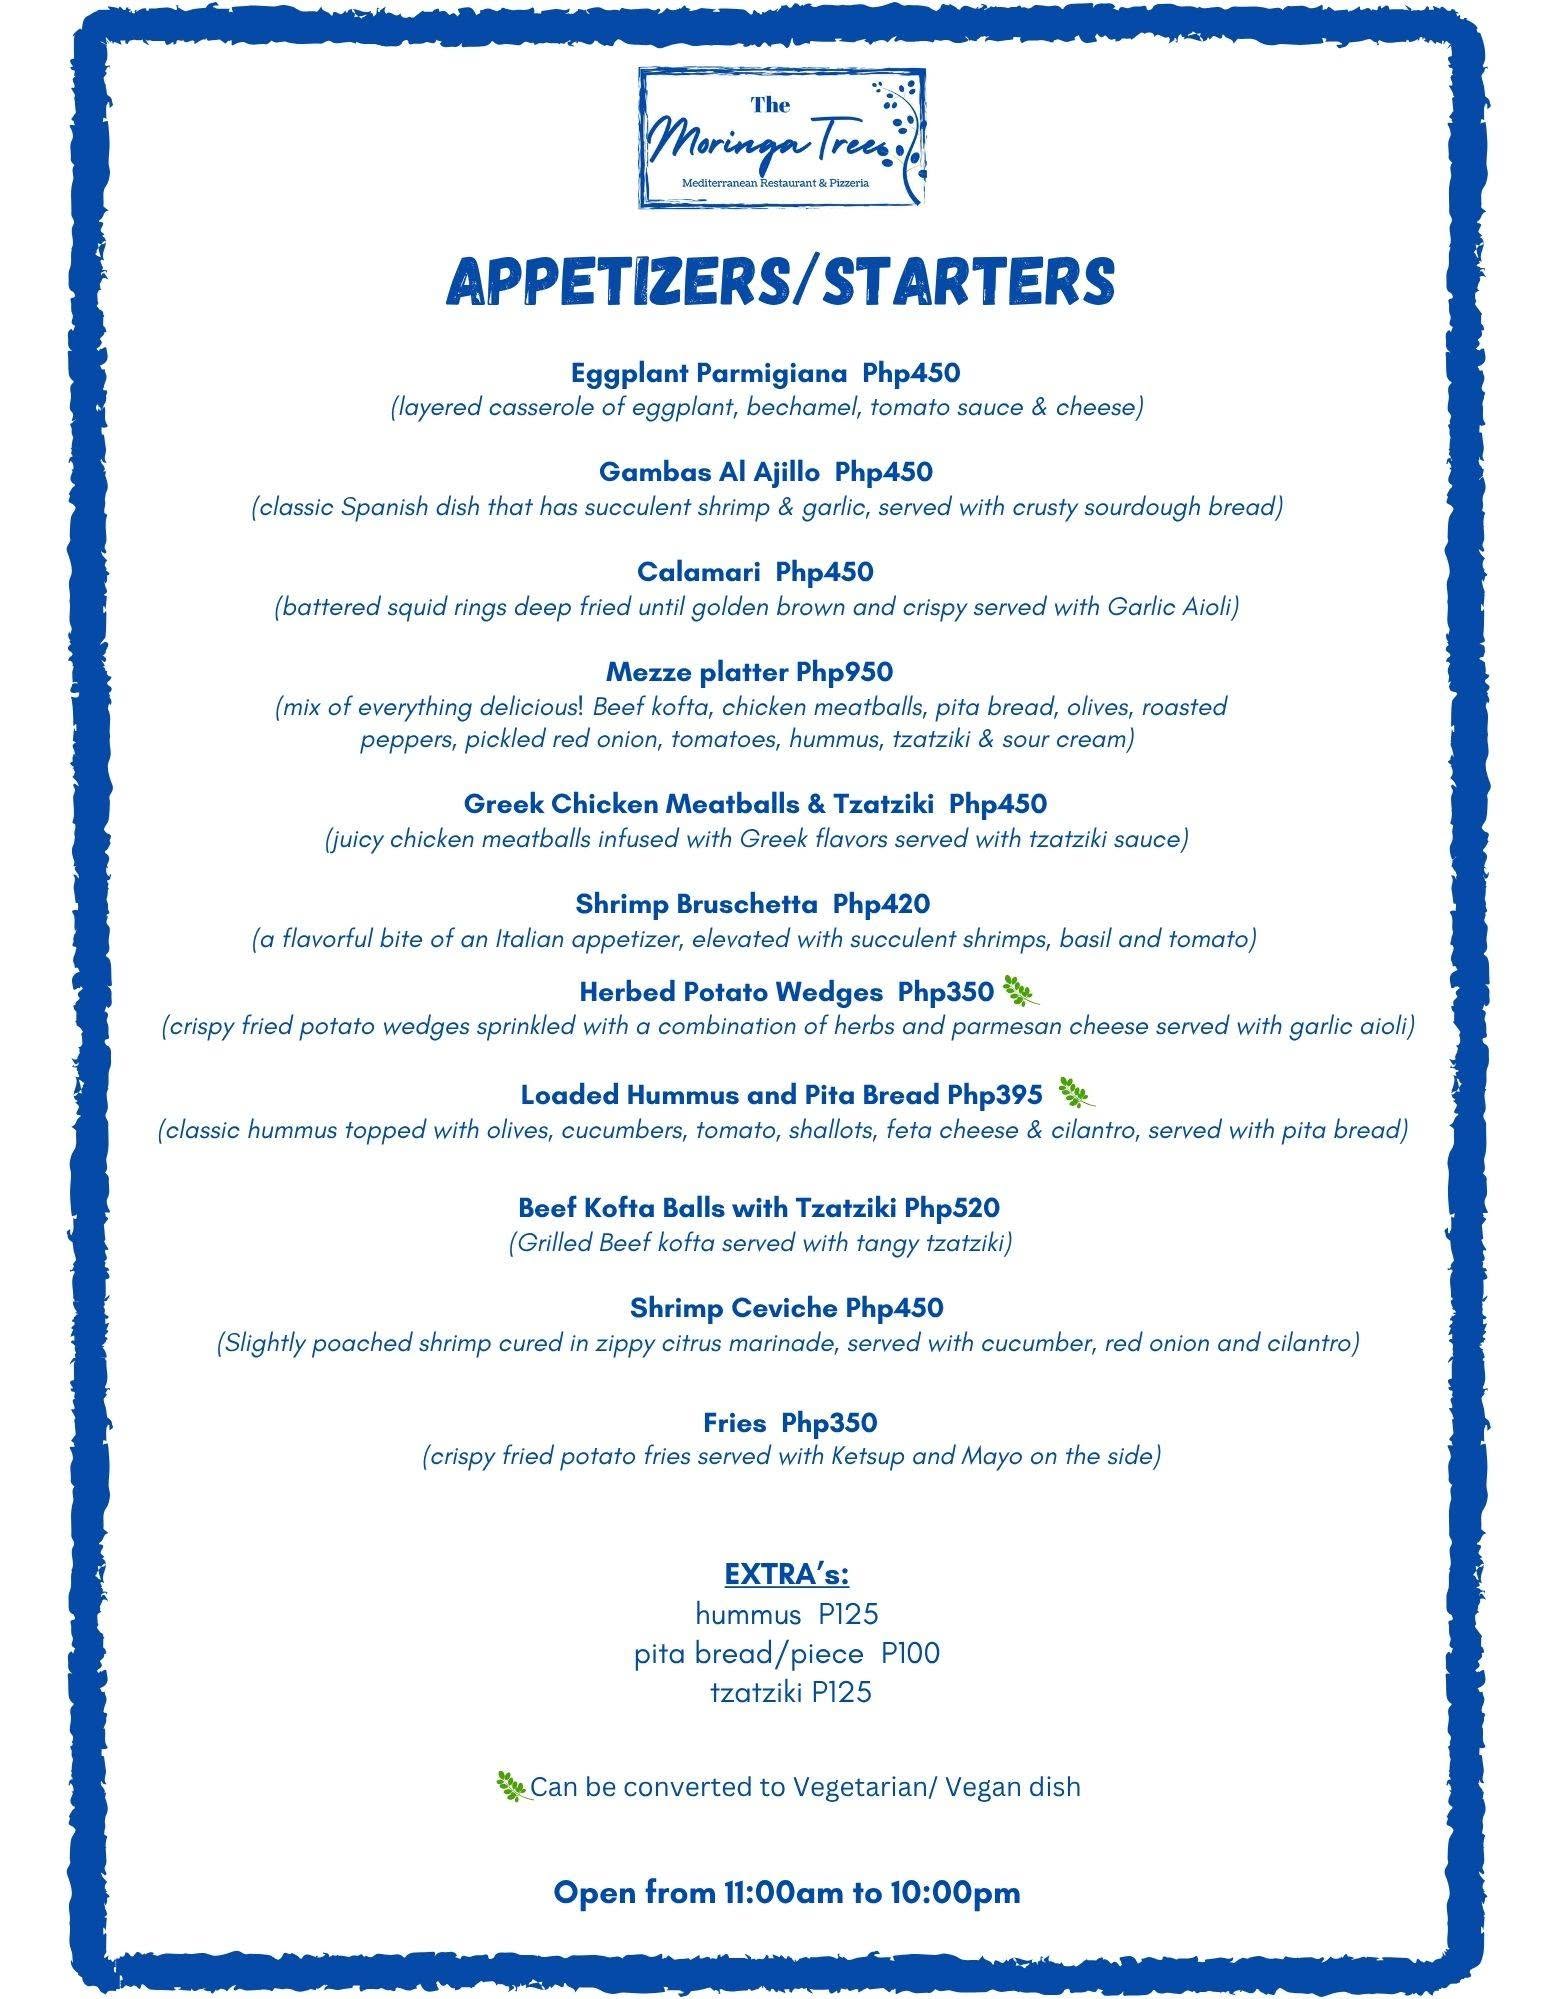 The
Moringa Tree
Mediterranean Restaurant & Pizzeria
APPETIZERS/STARTERS
Eggplant Parmigiana  Php450
(layered casserole of eggplant, bechamel, tomato sauce & cheese)
Gambas Al Ajillo  Php450
(classic Spanish dish that has succulent shrimp & garlic, served with crusty sourdough bread)
Calamari  Php450
(battered squid rings deep fried until golden brown and crispy served with Garlic Aioli)
Mezze platter Php950
(mix of everything delicious! Beef kofta, chicken meatballs, pita bread, olives, roasted
peppers, pickled red onion, tomatoes, hummus, tzatziki & sour cream)
Greek Chicken Meatballs & Tzatziki  Php450
(juicy chicken meatballs infused with Greek flavors served with tzatziki sauce)
Shrimp Bruschetta  Php420
(a flavorful bite of an Italian appetizer, elevated with succulent shrimps, basil and tomato)
Herbed Potato Wedges  Php350
(crispy fried potato wedges sprinkled with a combination of herbs and parmesan cheese served with garlic aioli)
Loaded Hummus and Pita Bread Php395
(classic hummus topped with olives, cucumbers, tomato, shallots, feta cheese & cilantro, served with pita bread)
Beef Kofta Balls with Tzatziki Php520
(Grilled Beef kofta served with tangy tzatziki)
Shrimp Ceviche Php450
(Slightly poached shrimp cured in zippy citrus marinade, served with cucumber, red onion and cilantro)
Fries  Php350
(crispy fried potato fries served with Ketsup and Mayo on the side)
EXTRA's:
hummus  P125
pita bread/piece  P100
tzatziki P125
Can be converted to Vegetarian/ Vegan dish
Open from 11:00am to 10:00pm